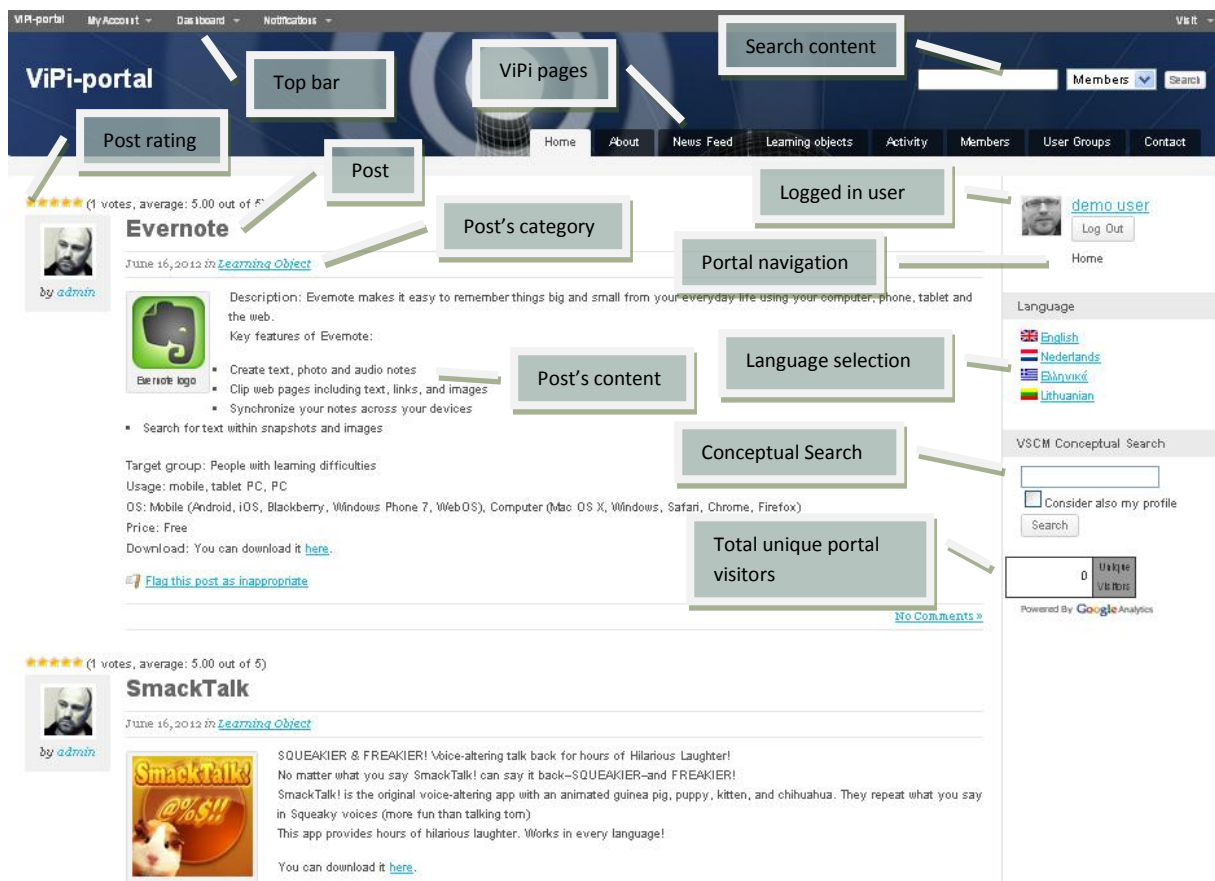 ViPi-portal My Account Dashboard Notifications Visit
Search content
ViPi pages
Top bar
ViPi-portal
Members Search
Post rating
Home About News Feed Learning objects Activity Members User Groups Contact
Post
Logged in user
(1 votes, average: 5.00 out of 5)
Evernote
Post's category
June 16, 2012 in Learning Object
by admin
Portal navigation
demo user
Log Out
Home
Description: Evernote makes it easy to remember things big and small from your everyday life using your computer, phone, tablet and
the web.
Key features of Evernote:
Evernote logo
▪ Create text, photo and audio notes
▪ Clip web pages including text, links, and images
▪ Synchronize your notes across your devices
▪ Search for text within snapshots and images
Post's content
Language selection
Language
English
Nederlands
Ελληνικά
Lithuanian
Target group: People with learning difficulties
Usage: mobile, tablet PC, PC
OS: Mobile (Android, iOS, Blackberry, Windows Phone 7, WebOS), Computer (Mac OS X, Windows, Safari, Chrome, Firefox)
Price: Free
Download: You can download it here.
Flag this post as inappropriate
No Comments »
Conceptual Search
VSCM Conceptual Search
Consider also my profile
Search
Total unique portal
visitors
0 Unique
Visitors
Powered By Google Analytics
(1 votes, average: 5.00 out of 5)
SmackTalk
June 16, 2012 in Learning Object
by admin
SmackTalk!
@%$!!
SQUEAKIER & FREAKIER! Voice-altering talk back for hours of Hilarious Laughter!
No matter what you say SmackTalk! can say it back–SQUEAKIER–and FREAKIER!
SmackTalk! is the original voice-altering app with an animated guinea pig, puppy, kitten, and chihuahua. They repeat what you say
in Squeaky voices (more fun than talking tom)
This app provides hours of hilarious laughter. Works in every language!
You can download it here.